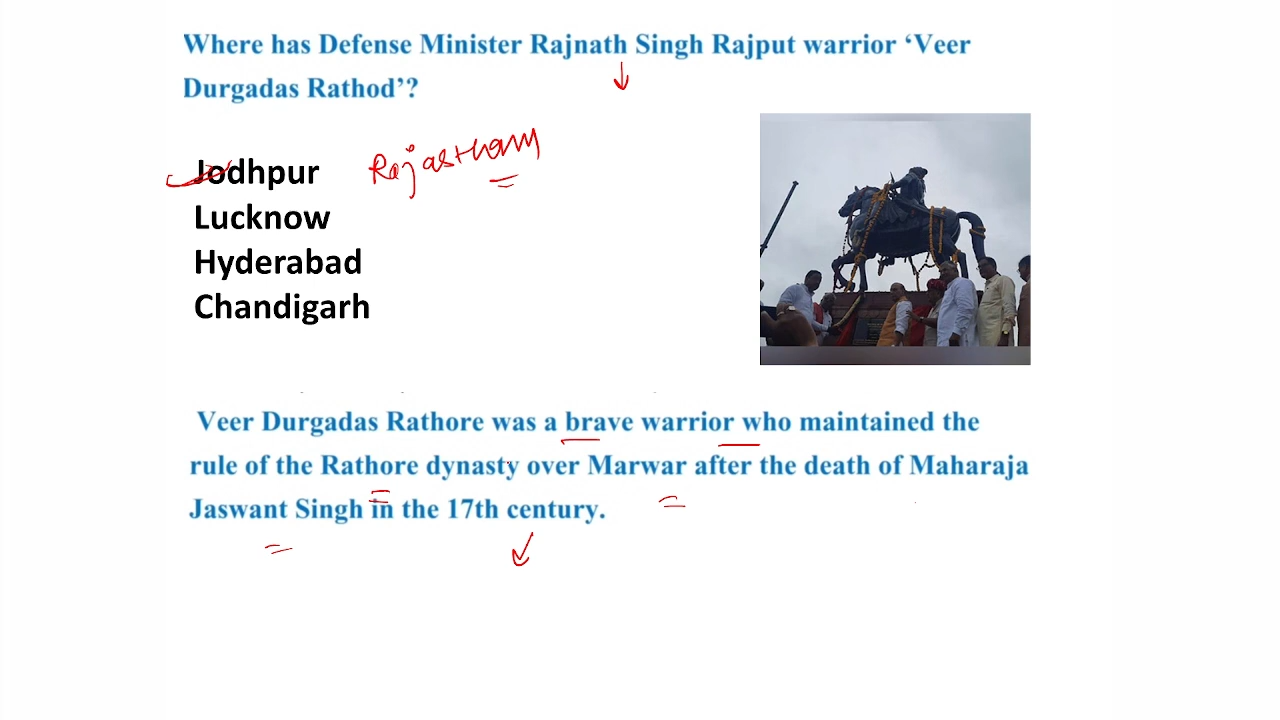 Where has Defense Minister Rajnath Singh Rajput warrior ‘Veer
Durgadas Rathod’?
Jodhpur Rajasthan
Lucknow
Hyderabad
Chandigarh
Veer Durgadas Rathore was a brave warrior who maintained the
rule of the Rathore dynasty over Marwar after the death of Maharaja
Jaswant Singh in the 17th century.